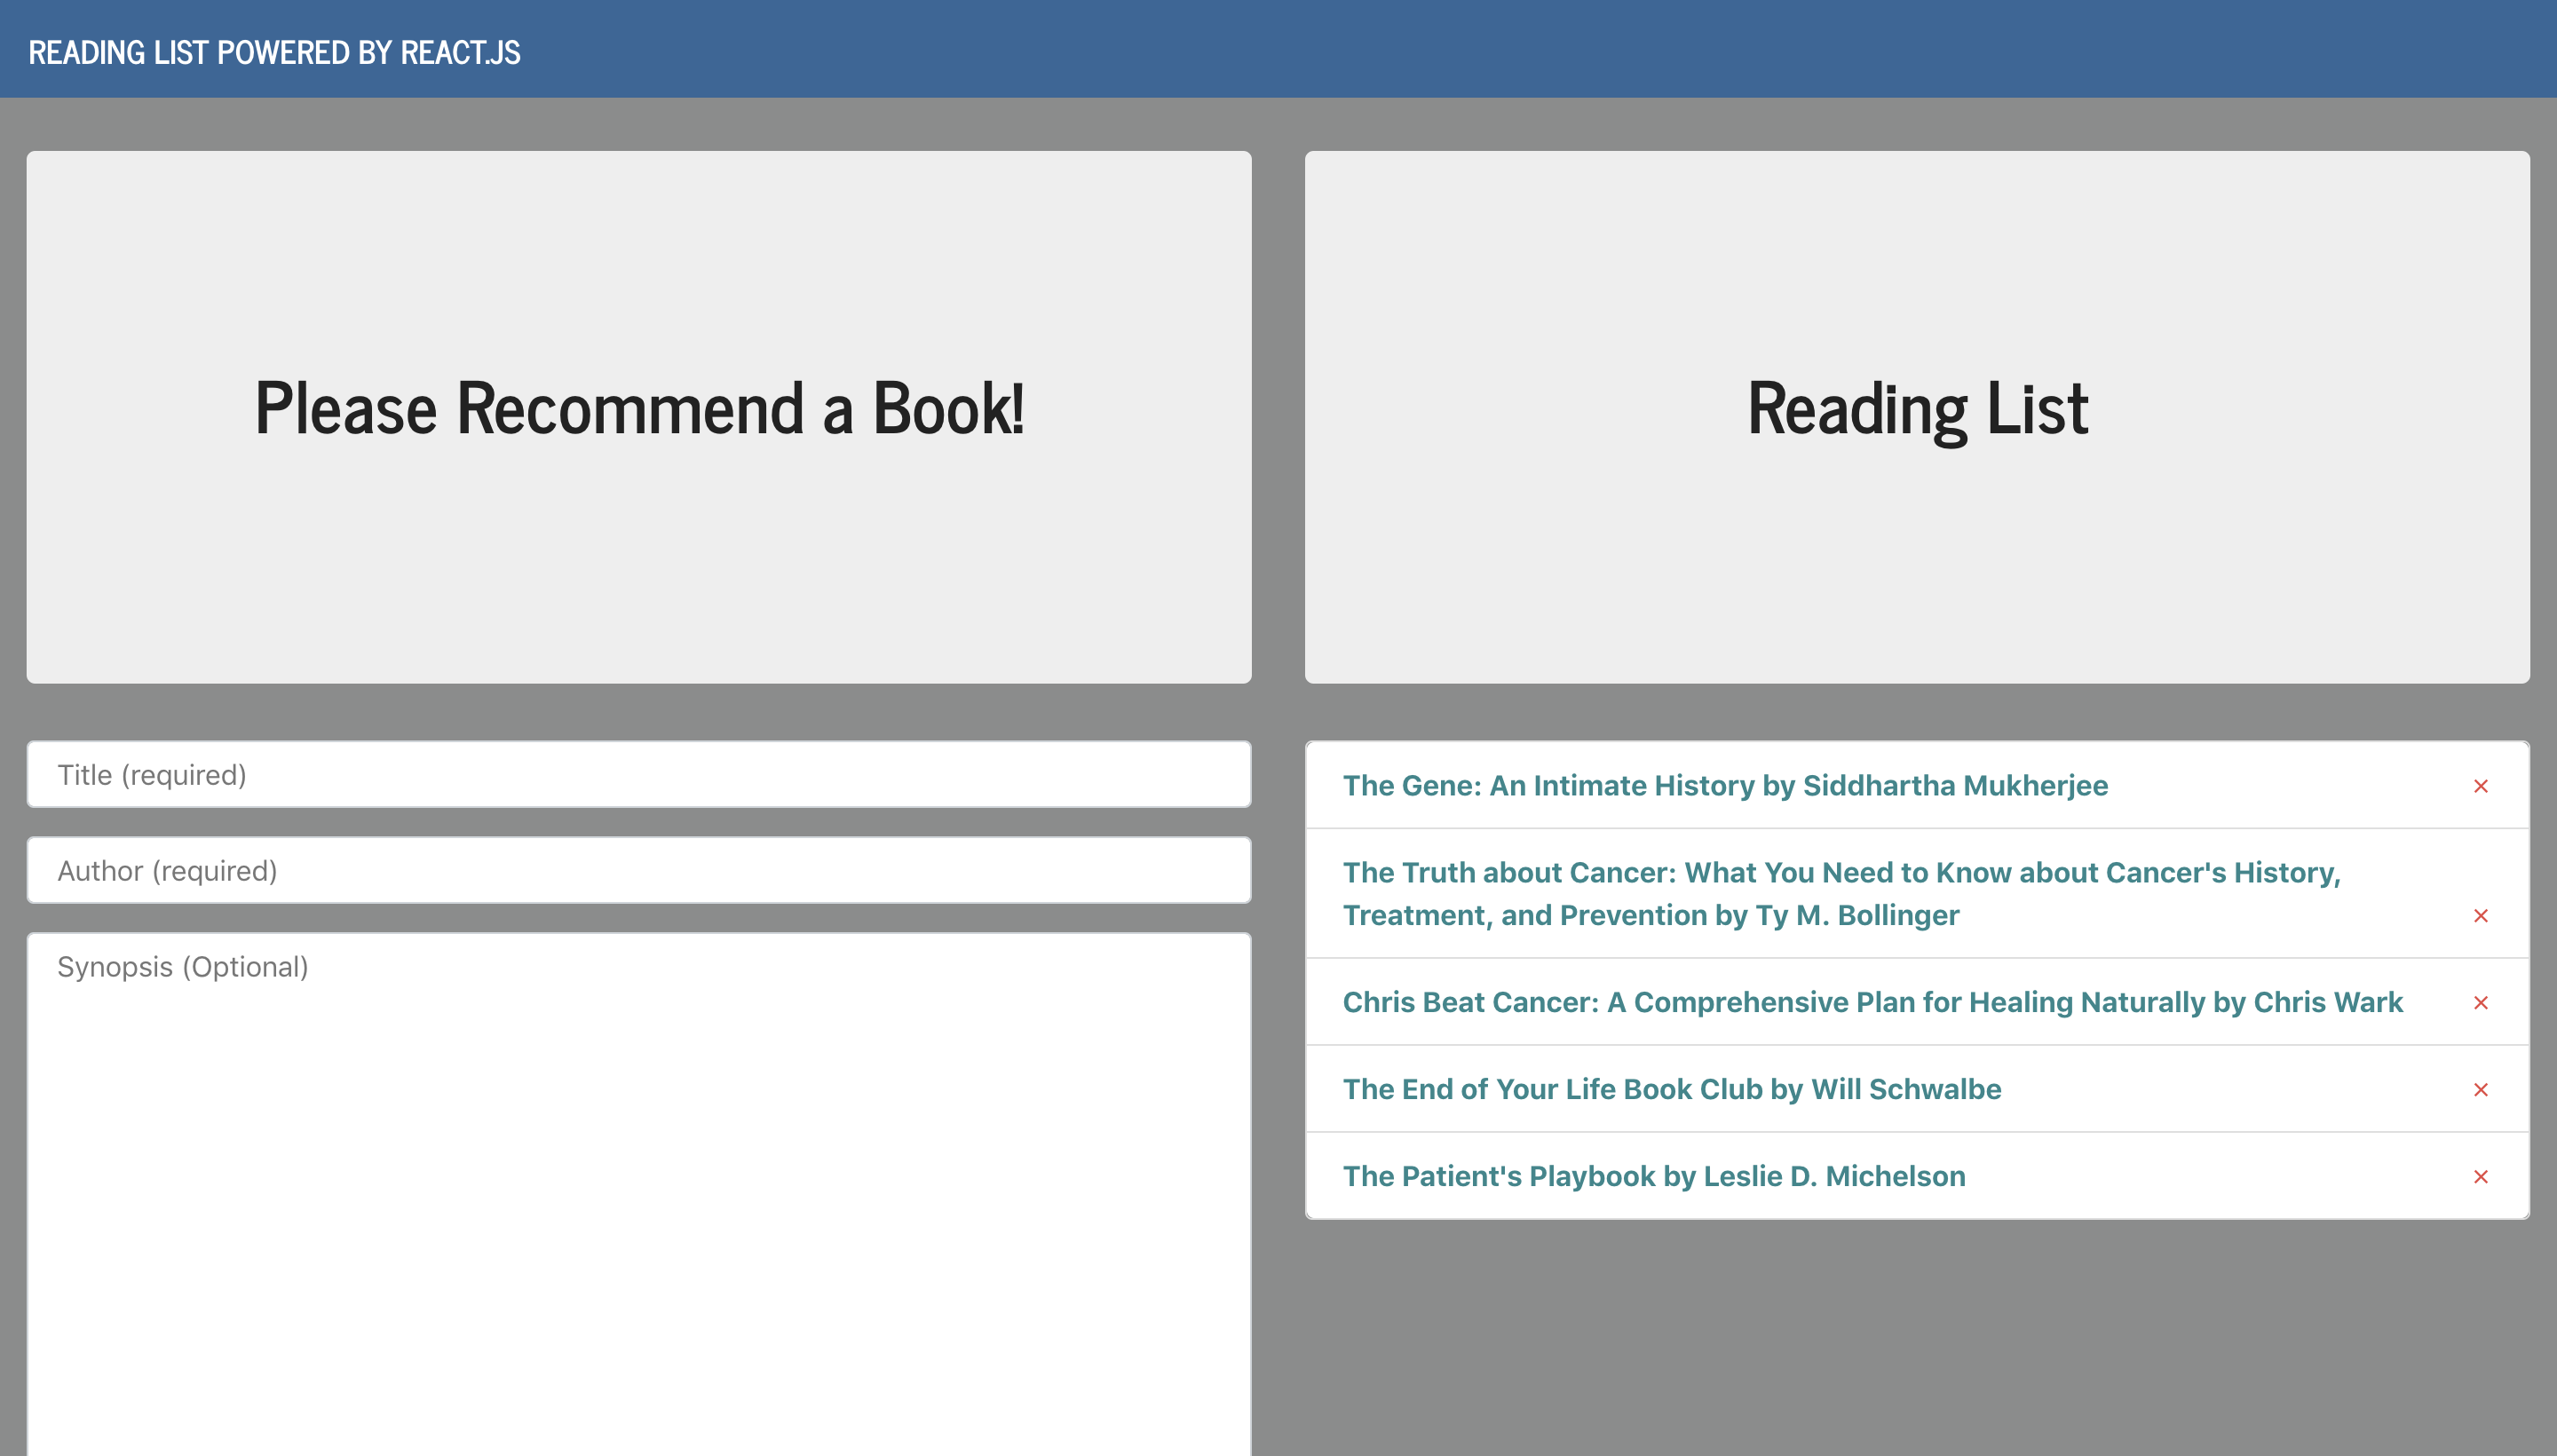 READING LIST POWERED BY REACT.JS
Please Recommend a Book!
Reading List
Title (required)
Author (required)
Synopsis (Optional)
The Gene: An Intimate History by Siddhartha Mukherjee ×
The Truth about Cancer: What You Need to Know about Cancer's History,
Treatment, and Prevention by Ty M. Bollinger ×
Chris Beat Cancer: A Comprehensive Plan for Healing Naturally by Chris Wark ×
The End of Your Life Book Club by Will Schwalbe ×
The Patient's Playbook by Leslie D. Michelson ×